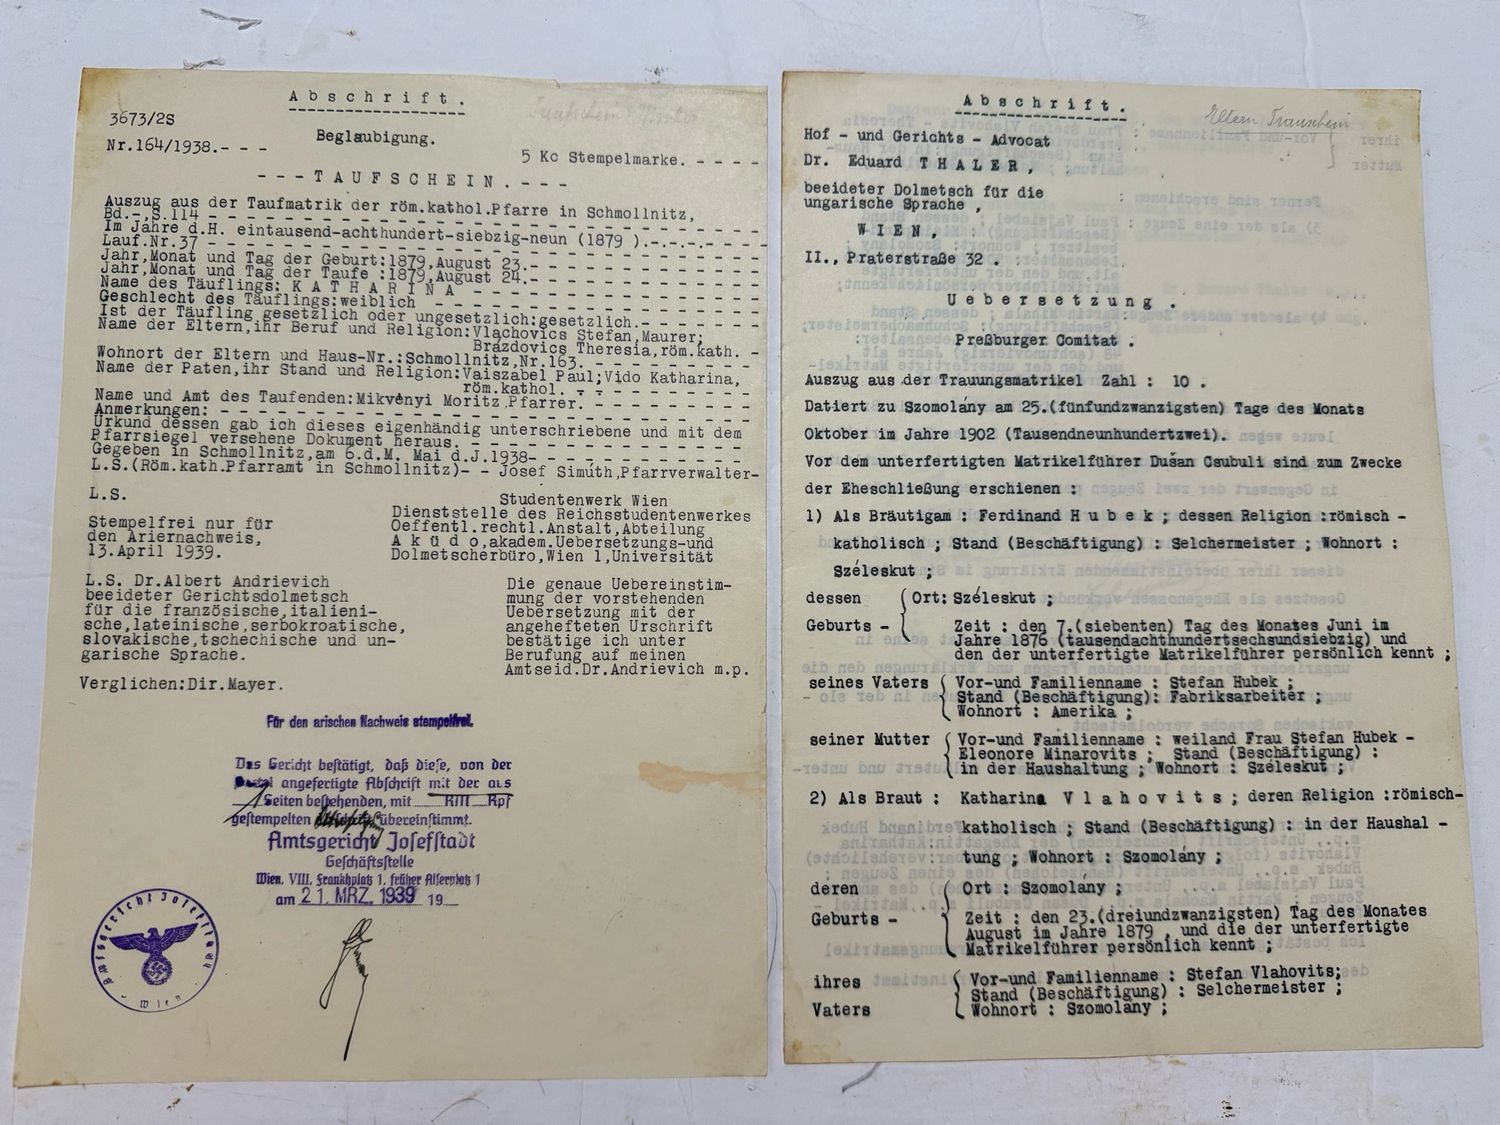 Abschrift.
3673/2S
Nr.164/1938.- - -
Beglaubigung.
5 Kc Stempelmarke. - - - -
- - -TAUFSCHEIN.- - -
Auszug aus der Taufmatrik der röm.kathol.Pfarre in Schmollnitz,
Bd.-,S.114 - - - - - - - - - - - - - - - - - - - - - - - - - -
Im Jahre d.H. eintausend-achthundert-siebzig-neun (1879 ).-.-.-.-
Lauf.Nr.37 - - - - - - - - - - - - - - - - - - - - - - - - - -
Jahr,Monat und Tag der Geburt:1879,August 23.- - - - - - - - -
Jahr,Monat und Tag der Taufe :1879,August 24.- - - - - - - - -
Name des Täuflings: K A T H A R I N A - - - - - - - - - - - -
Geschlecht des Täuflings:weiblich - - - - - - - - - - - - - -
Ist der Täufling gesetzlich oder ungesetzlich:gesetzlich.- - - - -
Name der Eltern,ihr Beruf und Religion:Vlachovics Stefan,Maurer;
Brazdovics Theresia,röm.kath. -
Wohnort der Eltern und Haus-Nr.:Schmollnitz,Nr.163.- - - - - -
Name der Paten,ihr Stand und Religion:Vaiszabel Paul;Vido Katharina,
röm.kathol. - - - - - - -
Name und Amt des Taufenden:Mikvényi Moritz Pfarrer. - - - - - -
Anmerkungen: - - - - - - - - - - - - - - - - - - - - - - - -
Urkund dessen gab ich dieses eigenhändig unterschriebene und mit dem
Pfarrsiegel versehene Dokument heraus. - - - - - - - - - - - -
Gegeben in Schmollnitz,am 6.d.M. Mai d.J.1938- - - - - - - - -
L.S.(Röm.kath.Pfarramt in Schmollnitz)- - Josef Simúth,Pfarrverwalter-
L.S.
Stempelfrei nur für
den Ariernachweis,
13.April 1939.
Studentenwerk Wien
Dienststelle des Reichsstudentenwerkes
Oeffentl.rechtl.Anstalt,Abteilung
A k ü d o,akadem.Uebersetzungs-und
Dolmetscherbüro,Wien 1,Universität
L.S. Dr.Albert Andrievich
beeideter Gerichtsdolmetsch
für die französische,italieni-
sche,lateinische,serbokroatische,
slovakische,tschechische und un-
garische Sprache.
Die genaue Uebereinstim-
mung der vorstehenden
Uebersetzung mit der
angehefteten Urschrift
bestätige ich unter
Berufung auf meinen
Amtseid.Dr.Andrievich m.p.
Verglichen:Dir.Mayer.
Für den arischen Nachweis stempelfrei.
Das Gericht bestätigt, daß diese, von der
Partei angefertigte Abschrift mit der aus
1 Seiten bestehenden, mit RM Rpf
gestempelten übereinstimmt.
Amtsgericht Josefstadt
Geschäftsstelle
Wien, VIII, Frankhplatz 1, früher Alserplatz 1
am 21. MRZ. 1939 19
Amtsgericht Josefstadt
- Wien -
Abschrift.
Eltern Trauschein
Hof - und Gerichts - Advocat
Dr. Eduard T H A L E R ,
beeideter Dolmetsch für die
ungarische Sprache ,
W I E N ,
II., Praterstraße 32 .
U e b e r s e t z u n g .
Preßburger Comitat .
Auszug aus der Trauungsmatrikel Zahl : 10 .
Datiert zu Szomolány am 25.(fünfundzwanzigsten) Tage des Monats
Oktober im Jahre 1902 (Tausendneunhundertzwei).
Vor dem unterfertigten Matrikelführer Dušan Csubuli sind zum Zwecke
der Eheschließung erschienen :
1) Als Bräutigam : Ferdinand H u b e k ; dessen Religion :römisch -
katholisch ; Stand (Beschäftigung) : Selchermeister ; Wohnort :
Széleskut ;
dessen Ort: Széleskut ;
Geburts - Zeit : den 7.(siebenten) Tag des Monates Juni im
Jahre 1876 (tausendachthundertsechsundsiebzig) und
den der unterfertigte Matrikelführer persönlich kennt ;
seines Vaters Vor-und Familienname : Stefan Hubek ;
Stand (Beschäftigung): Fabriksarbeiter ;
Wohnort : Amerika ;
seiner Mutter Vor-und Familienname : weiland Frau Stefan Hubek -
Eleonore Minarovits ; Stand (Beschäftigung) :
in der Haushaltung ; Wohnort : Széleskut ;
2) Als Braut : Katharina V l a h o v i t s ; deren Religion :römisch-
katholisch ; Stand (Beschäftigung) : in der Haushal -
tung ; Wohnort : Szomolány ;
deren Ort : Szomolány ;
Geburts - Zeit : den 23.(dreiundzwanzigsten) Tag des Monates
August im Jahre 1879 , und die der unterfertigte
Matrikelführer persönlich kennt ;
ihres Vor-und Familienname : Stefan Vlahovits;
Stand (Beschäftigung) : Selchermeister ;
Vaters Wohnort : Szomolany ;